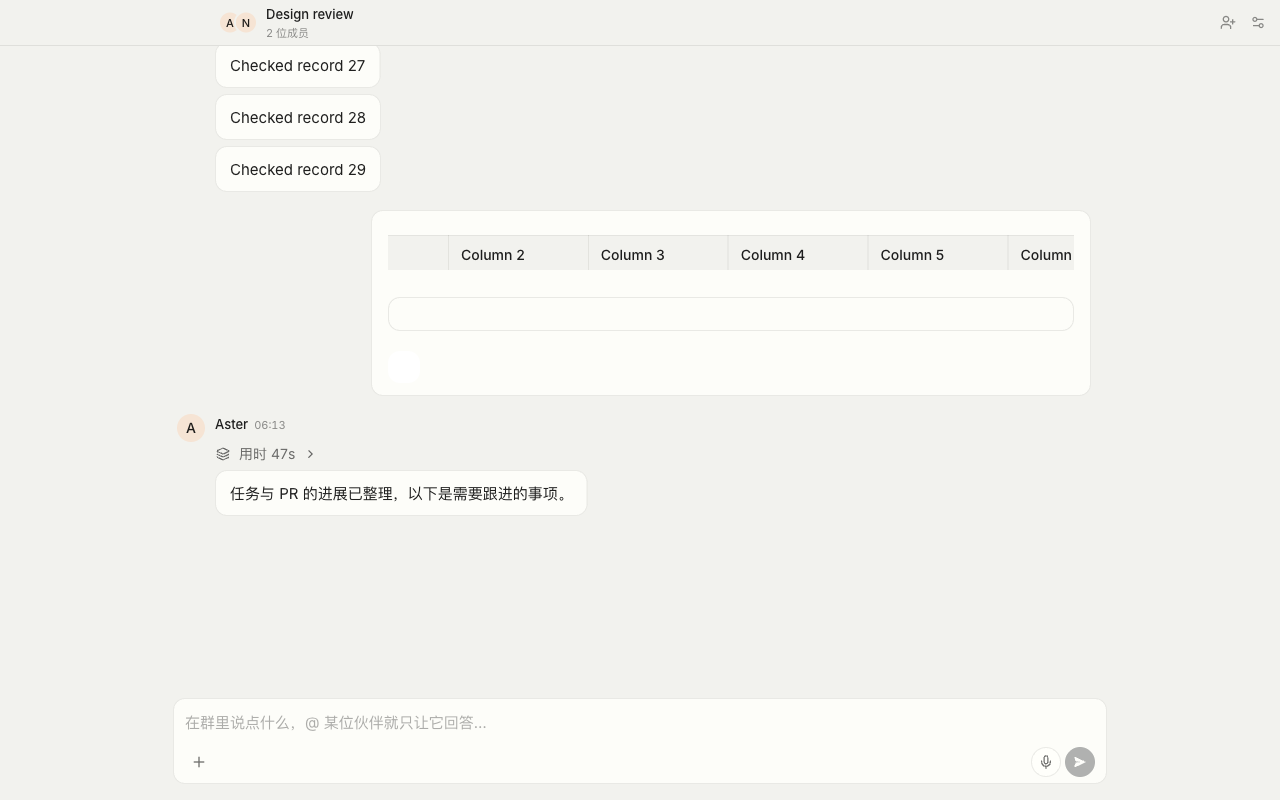 A N
Design review
2 位成员
Checked record 27
Checked record 28
Checked record 29
Column 2 Column 3 Column 4 Column 5 Column
Aster 06:13
A
用时 47s
任务与 PR 的进展已整理，以下是需要跟进的事项。
在群里说点什么，@ 某位伙伴就只让它回答...